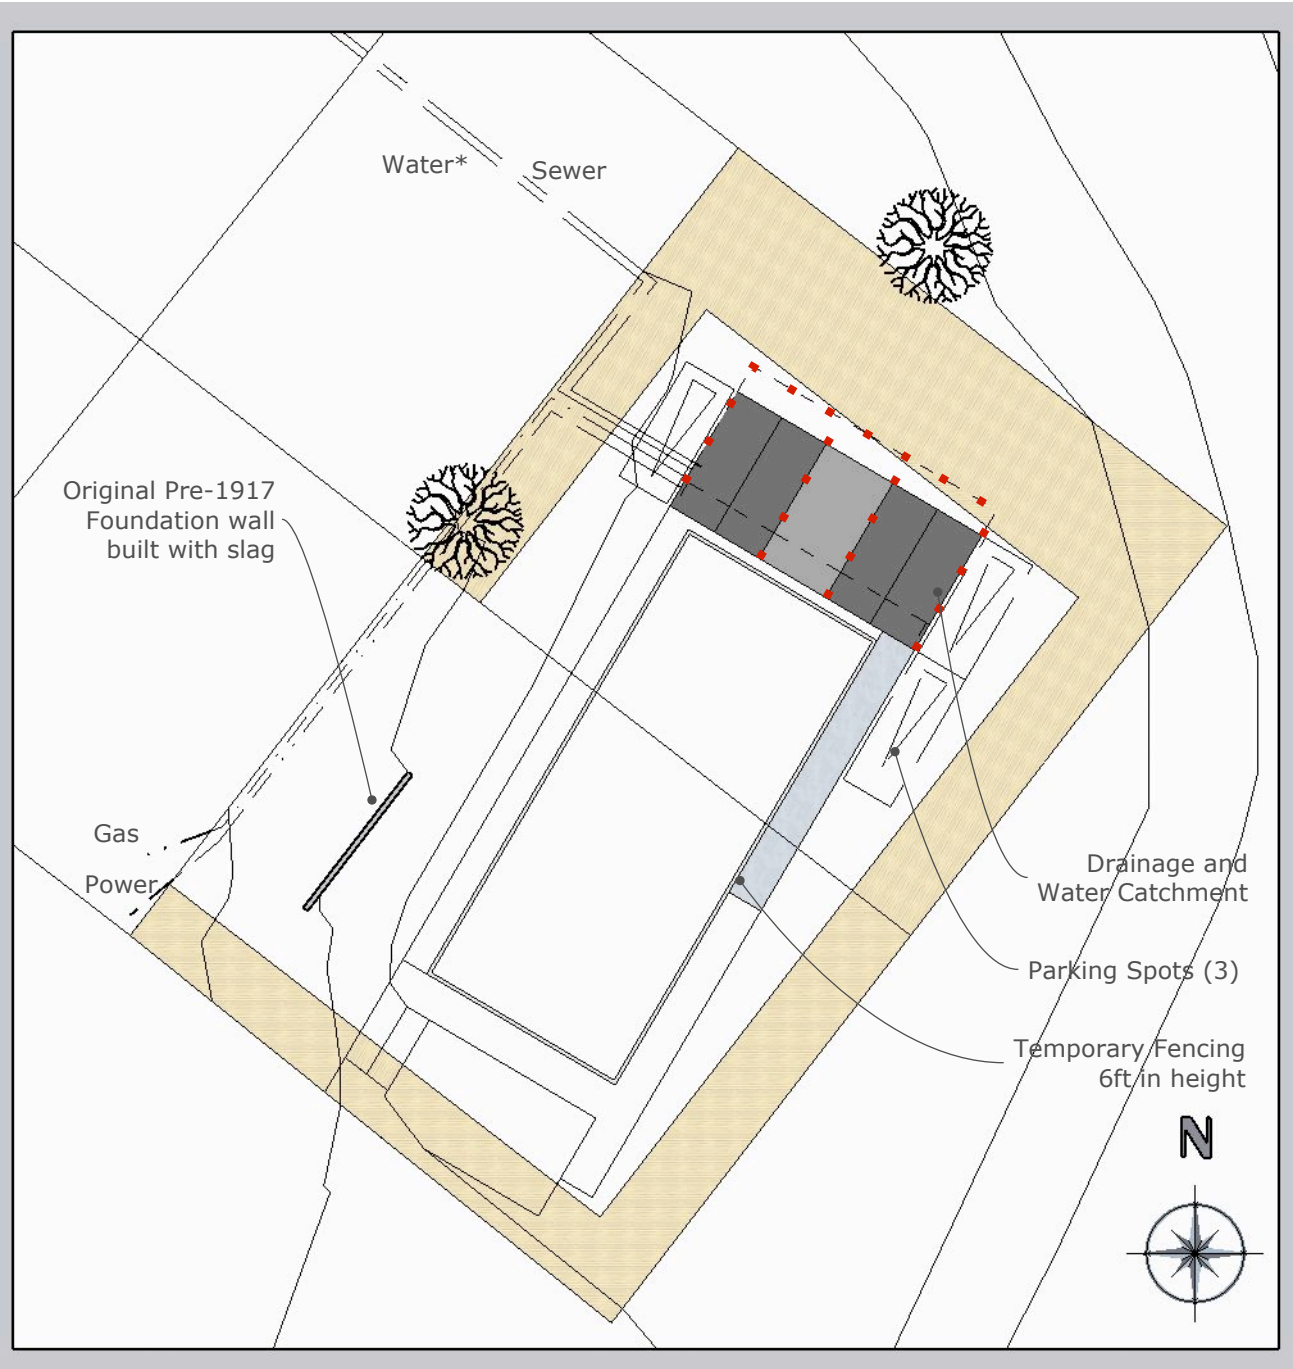 Water*
Sewer
Original Pre-1917
Foundation wall
built with slag
Gas
Power
Drainage and
Water Catchment
Parking Spots (3)
Temporary Fencing
6ft in height
N